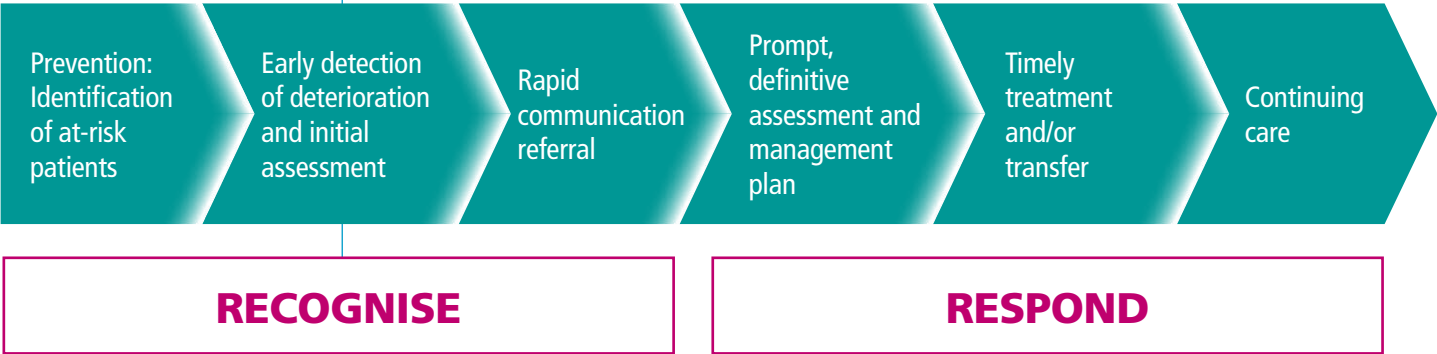 Prevention:
Identification
of at-risk
patients
Early detection
of deterioration
and initial
assessment
Rapid
communication
referral
Prompt,
definitive
assessment and
management
plan
Timely
treatment
and/or
transfer
Continuing
care
RECOGNISE
RESPOND